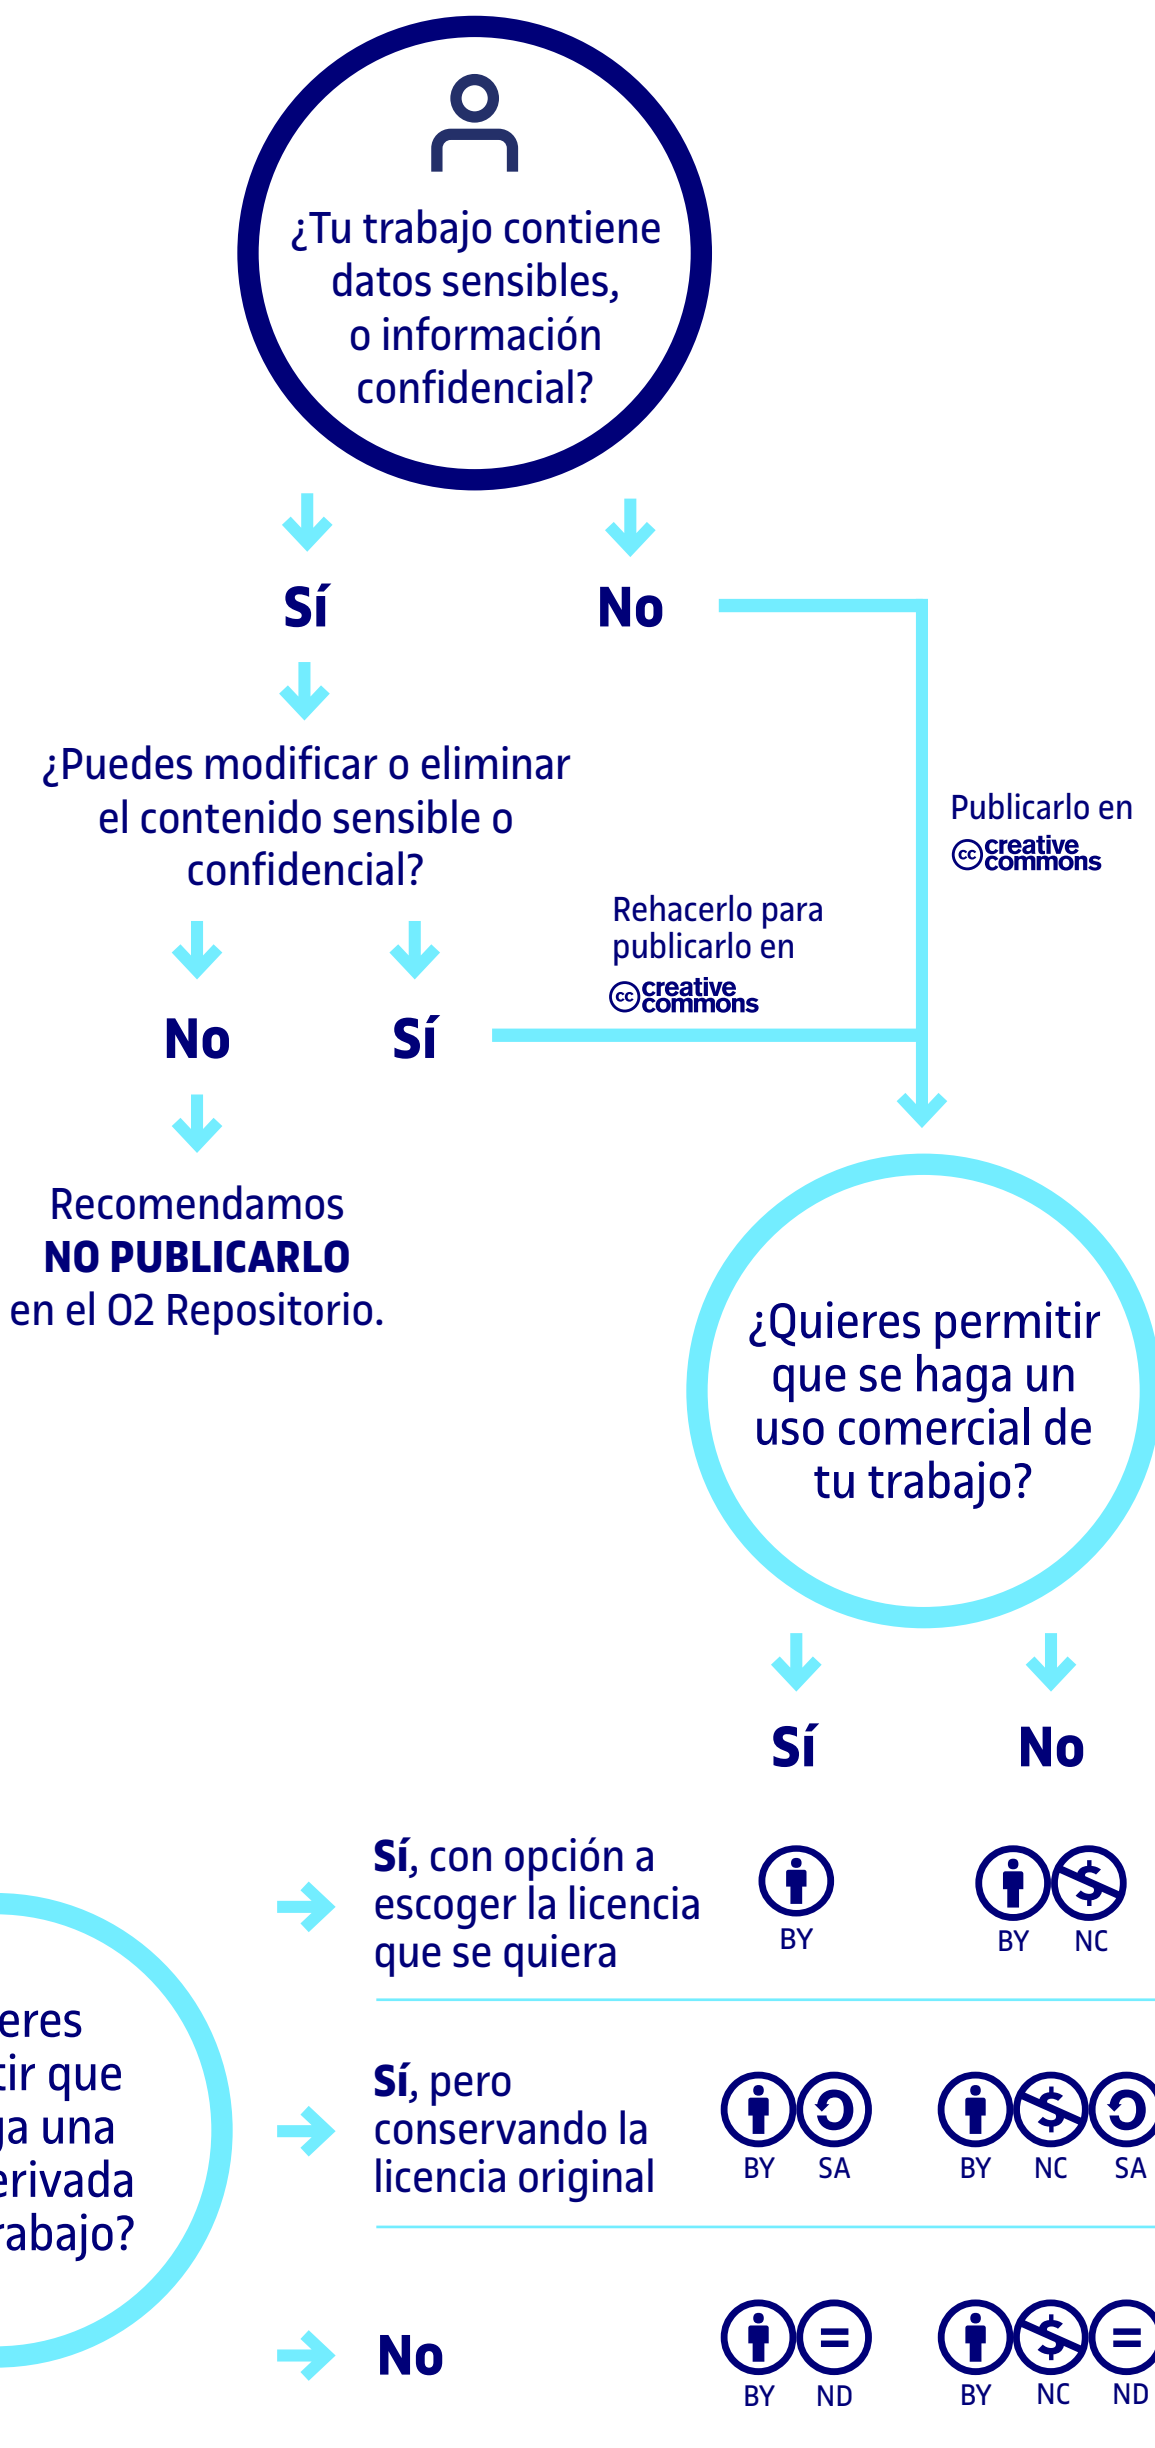 ¿Tu trabajo contiene
datos sensibles,
o información
confidencial?
Sí
No
¿Puedes modificar o eliminar
el contenido sensible o
confidencial?
Publicarlo en
cc creative
commons
Rehacerlo para
publicarlo en
cc creative
commons
No
Sí
Recomendamos
NO PUBLICARLO
en el O2 Repositorio.
¿Quieres permitir
que se haga un
uso comercial de
tu trabajo?
Sí
No
Sí, con opción a
escoger la licencia
que se quiera
BY
BY NC
eres
tir que
ga una
erivada
rabajo?
Sí, pero
conservando la
licencia original
BY SA
BY NC SA
No
BY ND
BY NC ND